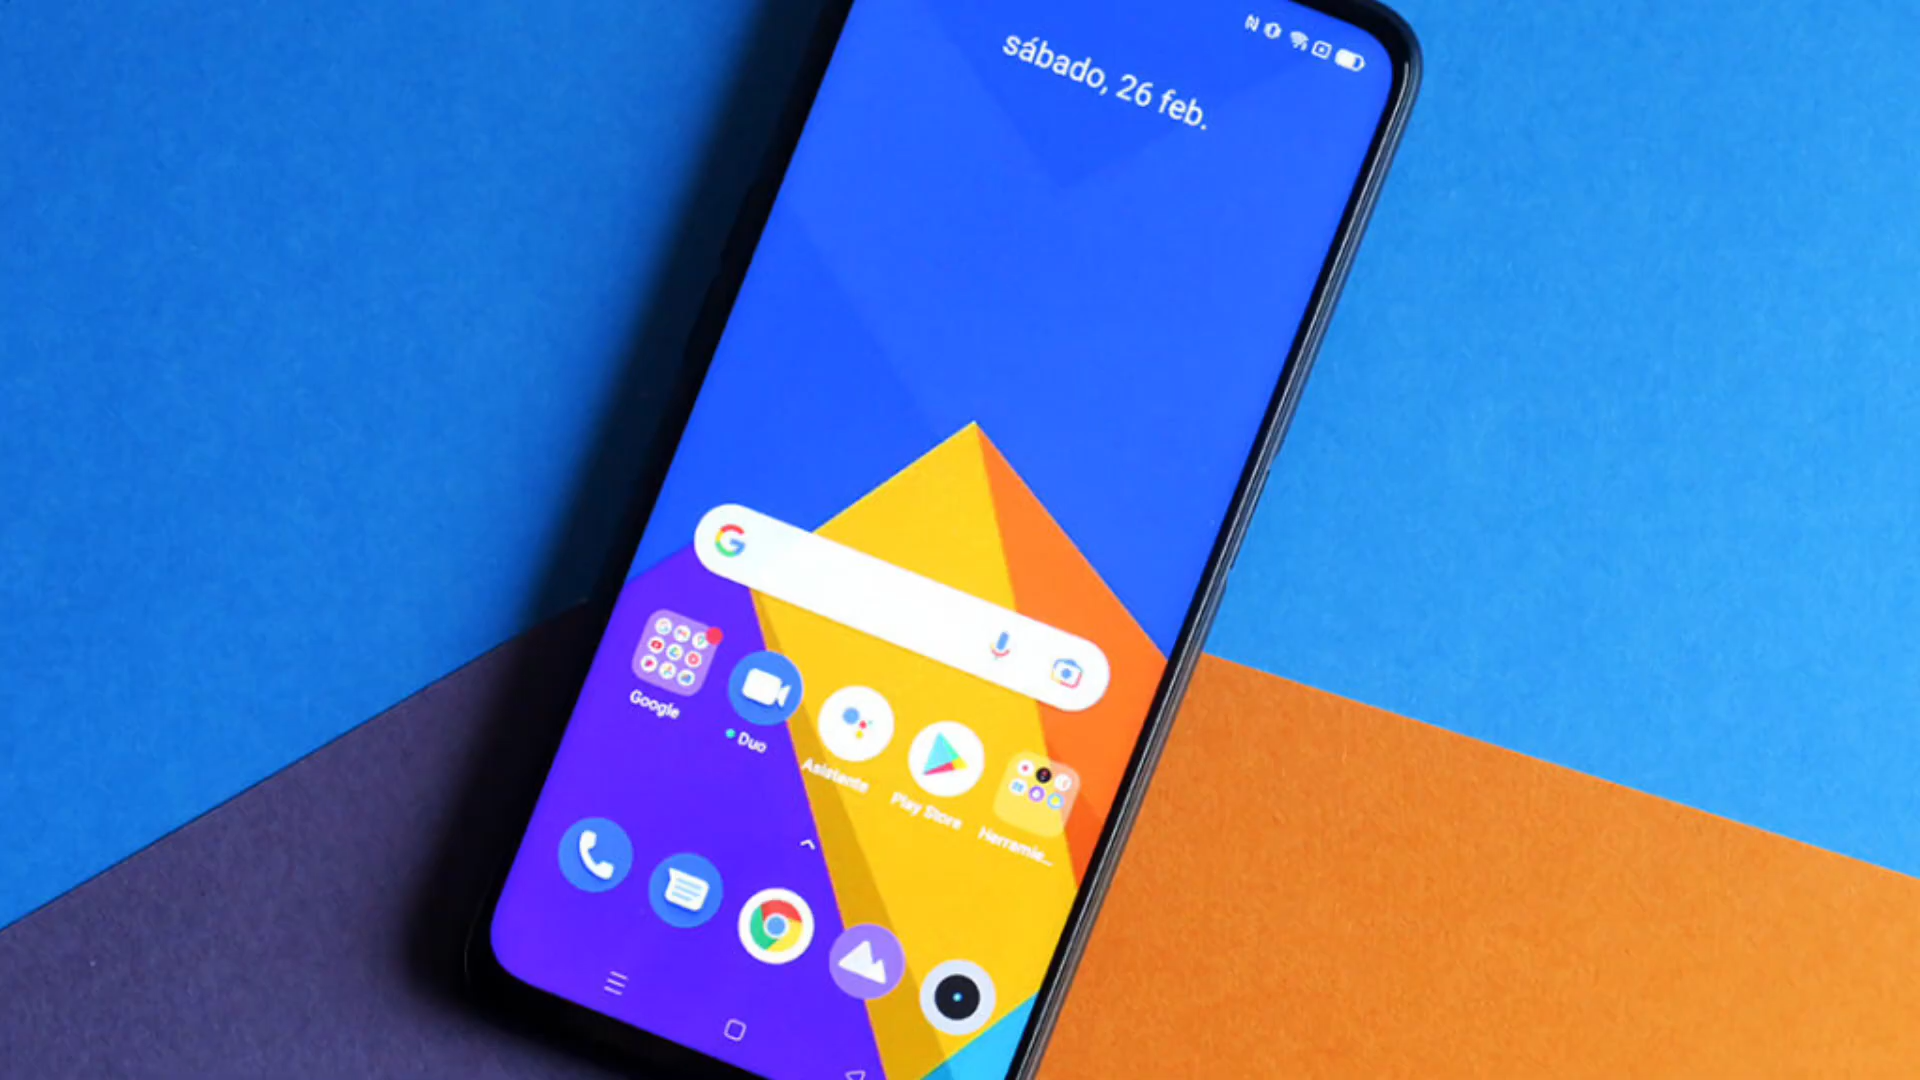 sábado, 26 feb.
Google
Duo
Asistente
Play Store
Herramie...